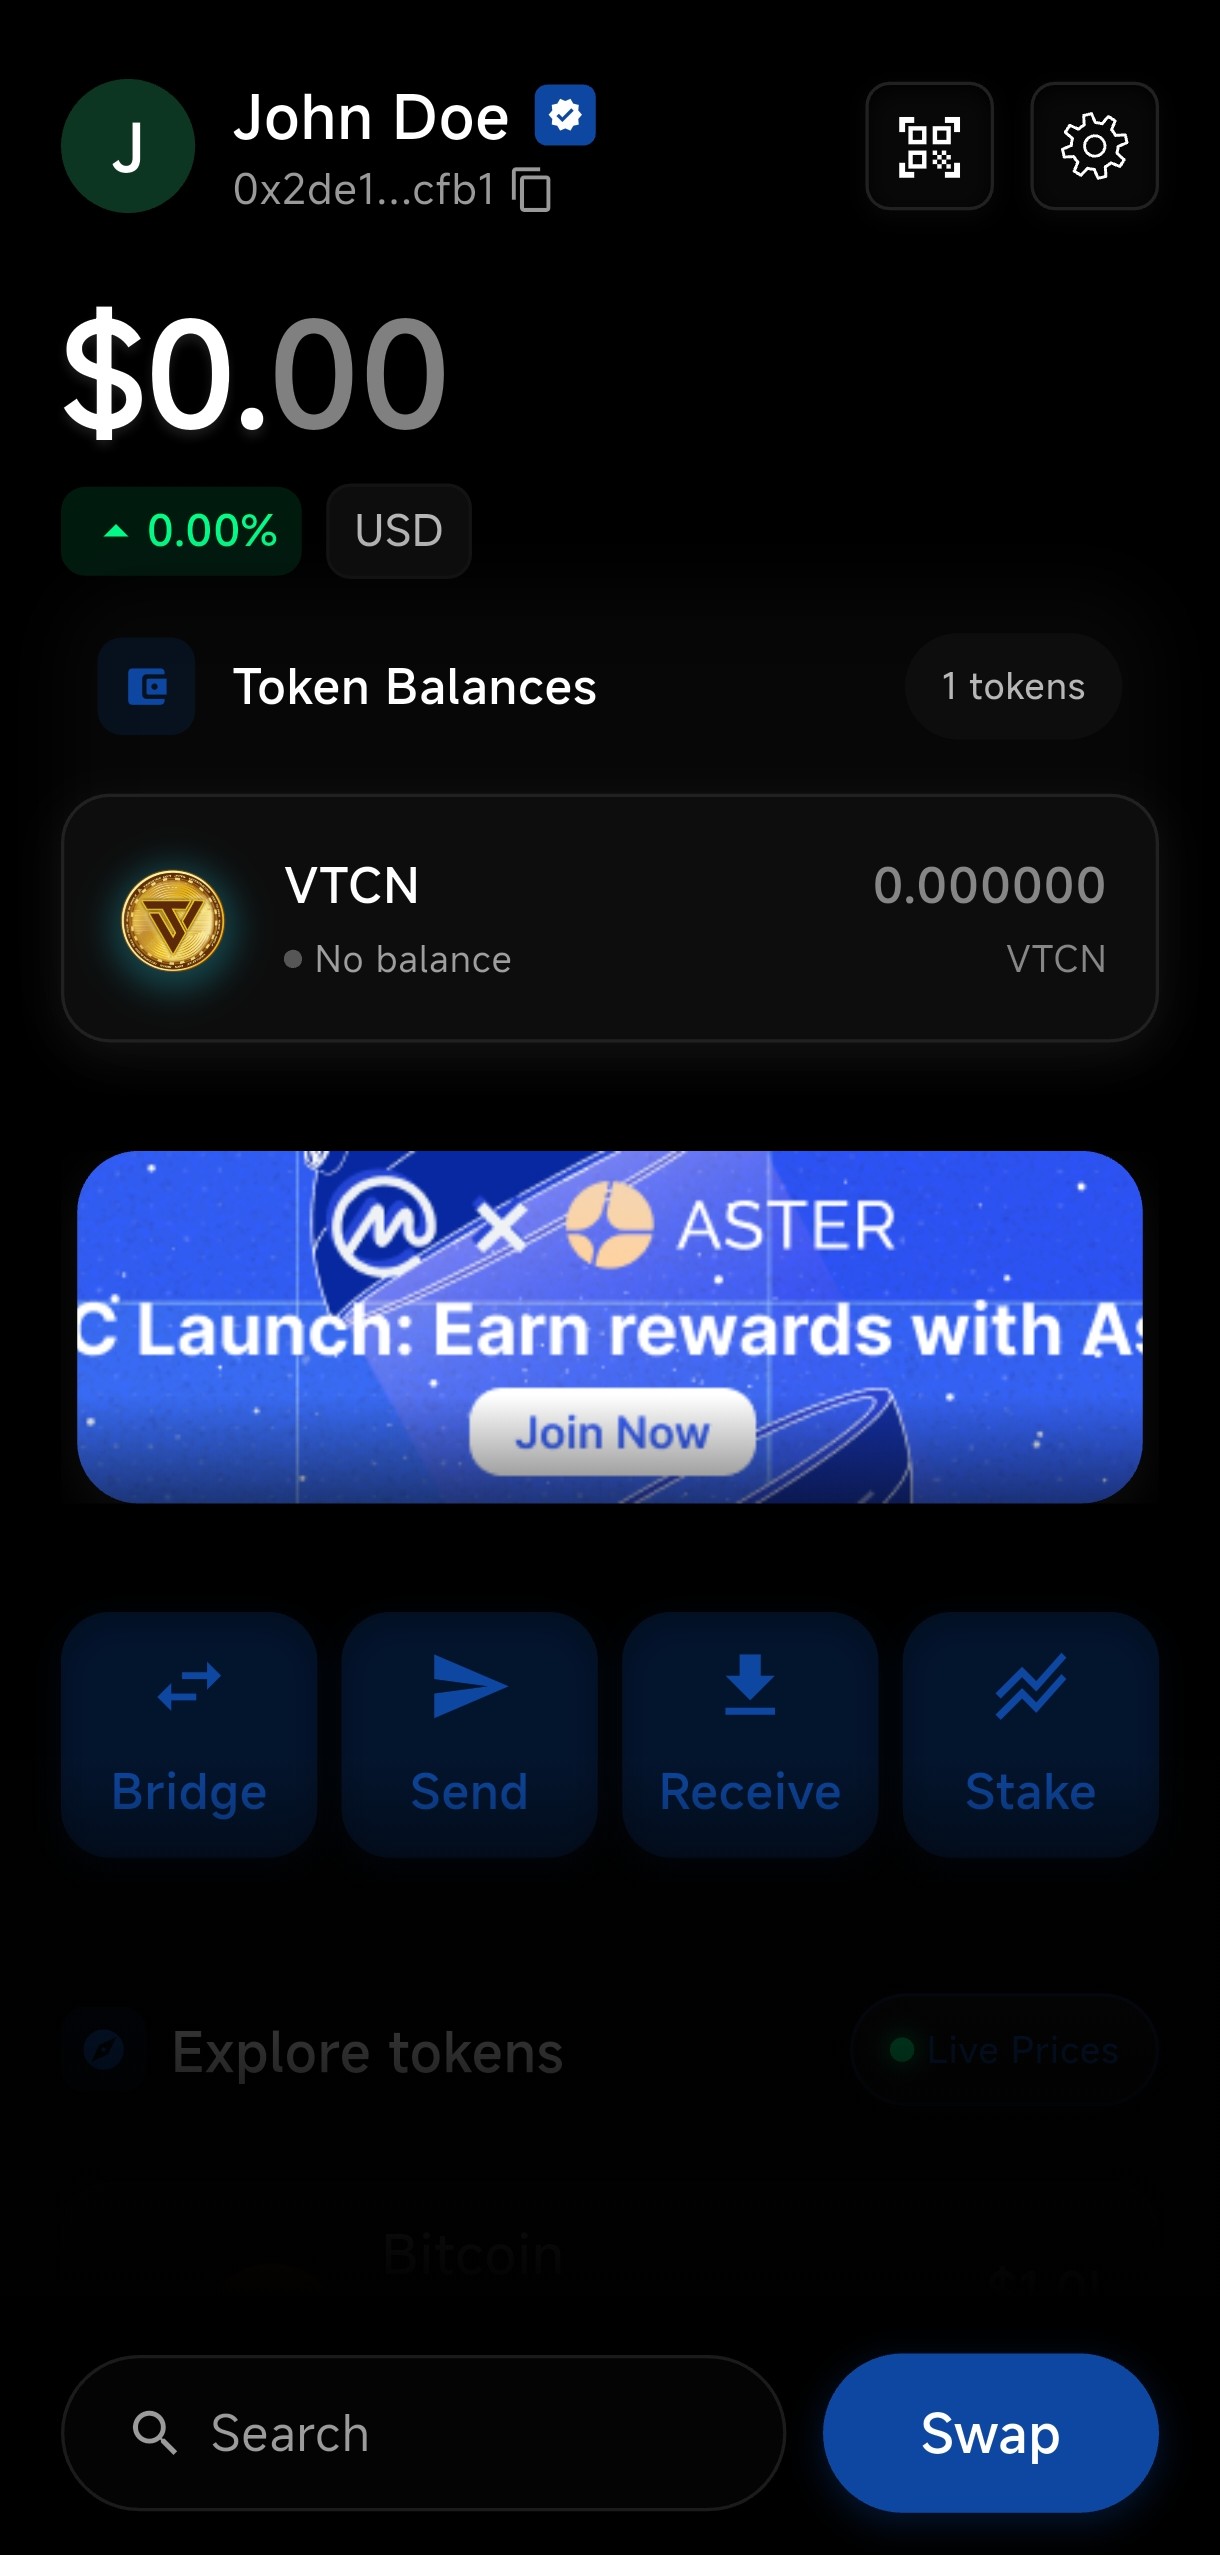 J
John Doe
0x2de1...cfb1
$0.00
0.00%
USD
Token Balances
1 tokens
VTCN
0.000000
No balance
VTCN
ASTER
C Launch: Earn rewards with As
Join Now
Bridge
Send
Receive
Stake
Explore tokens
Live Prices
Bitcoin
Search
Swap